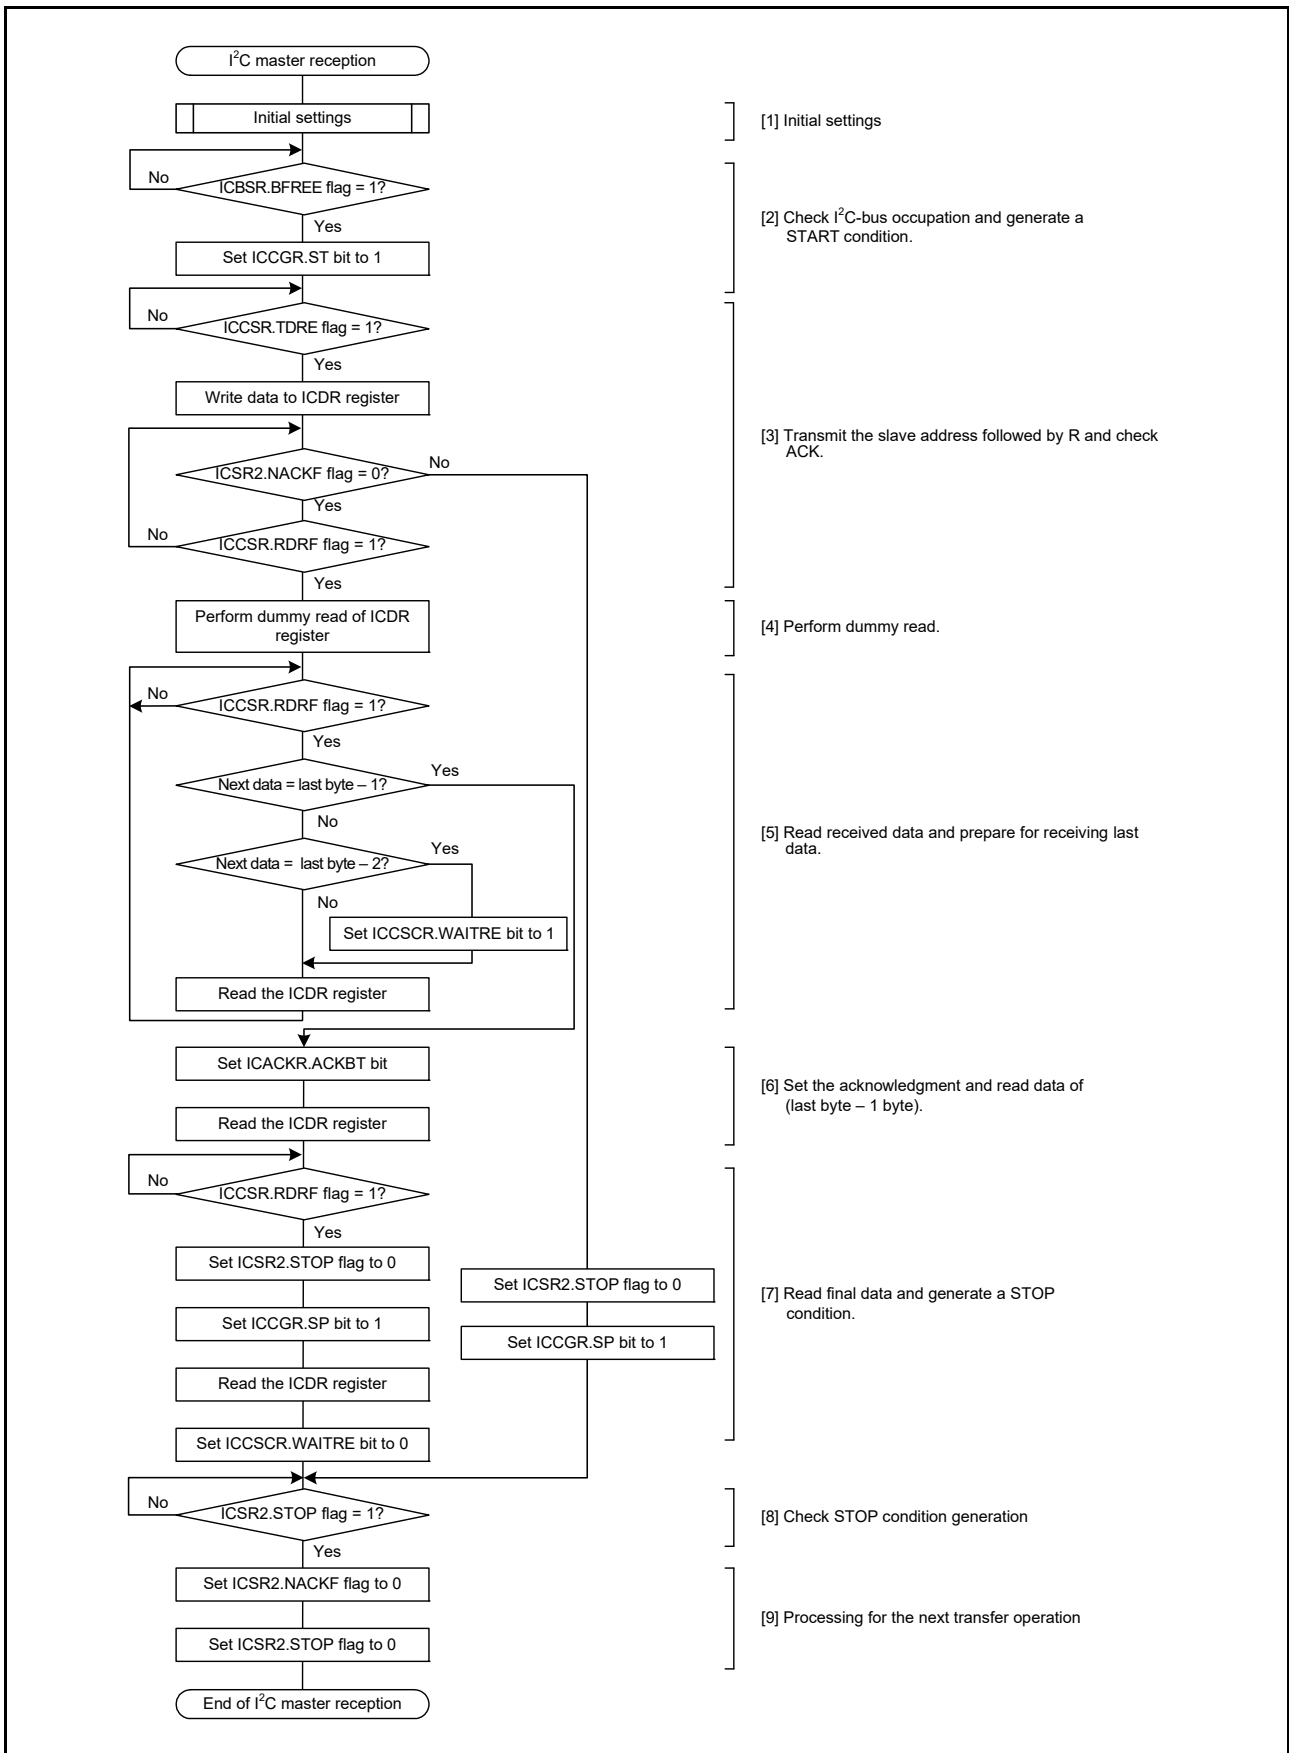 I²C master reception
Initial settings
[1] Initial settings
No
ICBSR.BFREE flag = 1?
Yes
[2] Check I²C-bus occupation and generate a
START condition.
Set ICCGR.ST bit to 1
No
ICCSR.TDRE flag = 1?
Yes
Write data to ICDR register
[3] Transmit the slave address followed by R and check
ACK.
ICSR2.NACKF flag = 0?
No
Yes
No
ICCSR.RDRF flag = 1?
Yes
Perform dummy read of ICDR
register
[4] Perform dummy read.
No
ICCSR.RDRF flag = 1?
Yes
Next data = last byte – 1?
Yes
No
[5] Read received data and prepare for receiving last
data.
Next data = last byte – 2?
Yes
No
Set ICCSCR.WAITRE bit to 1
Read the ICDR register
Set ICACKR.ACKBT bit
[6] Set the acknowledgment and read data of
(last byte – 1 byte).
Read the ICDR register
No
ICCSR.RDRF flag = 1?
Yes
Set ICSR2.STOP flag to 0
Set ICSR2.STOP flag to 0
[7] Read final data and generate a STOP
condition.
Set ICCGR.SP bit to 1
Set ICCGR.SP bit to 1
Read the ICDR register
Set ICCSCR.WAITRE bit to 0
No
ICSR2.STOP flag = 1?
Yes
[8] Check STOP condition generation
Set ICSR2.NACKF flag to 0
[9] Processing for the next transfer operation
Set ICSR2.STOP flag to 0
End of I²C master reception